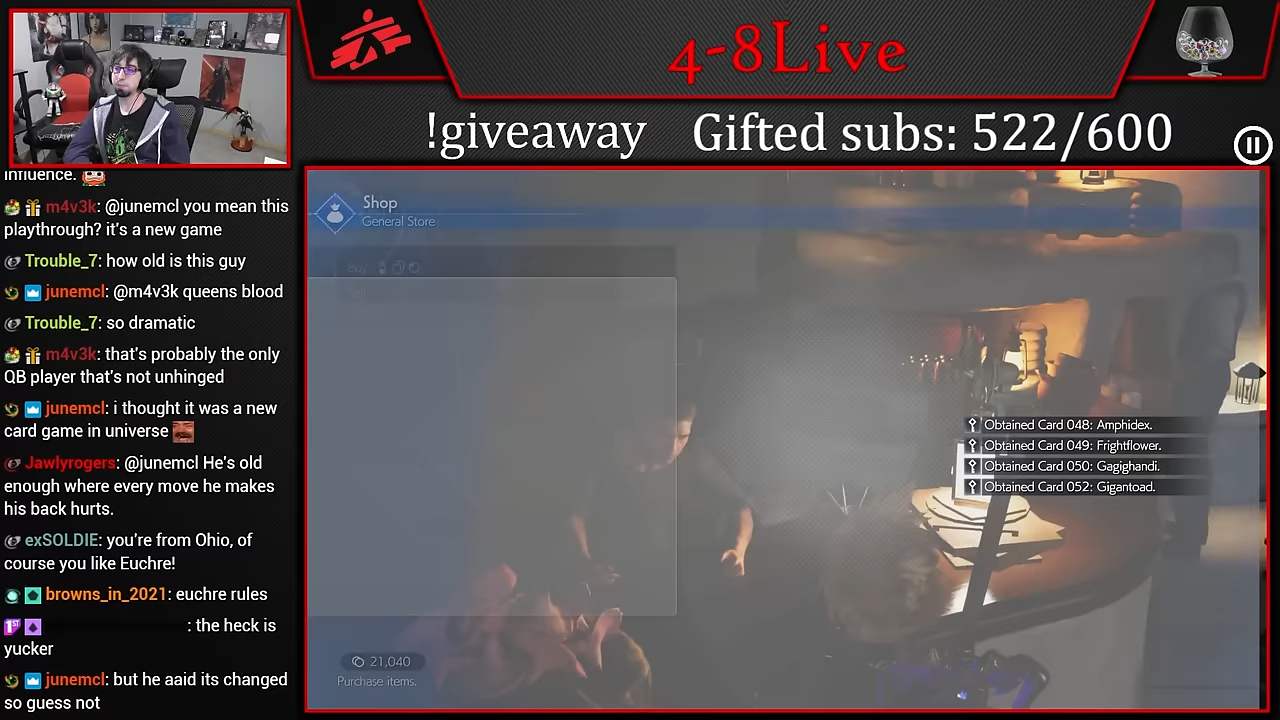 4-8Live
!giveaway Gifted subs: 522/600
influence.
m4v3k: @junemcl you mean this
playthrough? it's a new game
Trouble_7: how old is this guy
junemcl: @m4v3k queens blood
Trouble_7: so dramatic
m4v3k: that's probably the only
QB player that's not unhinged
junemcl: i thought it was a new
card game in universe
Jawlyrogers: @junemcl He's old
enough where every move he makes
his back hurts.
exSOLDIE: you're from Ohio, of
course you like Euchre!
browns_in_2021: euchre rules
: the heck is
yucker
junemcl: but he aaid its changed
so guess not
Shop
General Store
Buy
Sell
Obtained Card 048: Amphidex.
Obtained Card 049: Frightflower.
Obtained Card 050: Gagighandi.
Obtained Card 052: Gigantoad.
21,040
Purchase items.